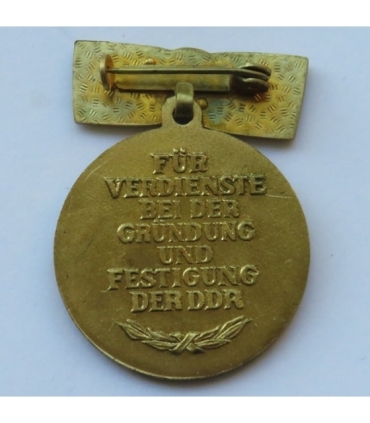 FÜR
VERDIENSTE
BEI DER
GRÜNDUNG
UND
FESTIGUNG
DER DDR